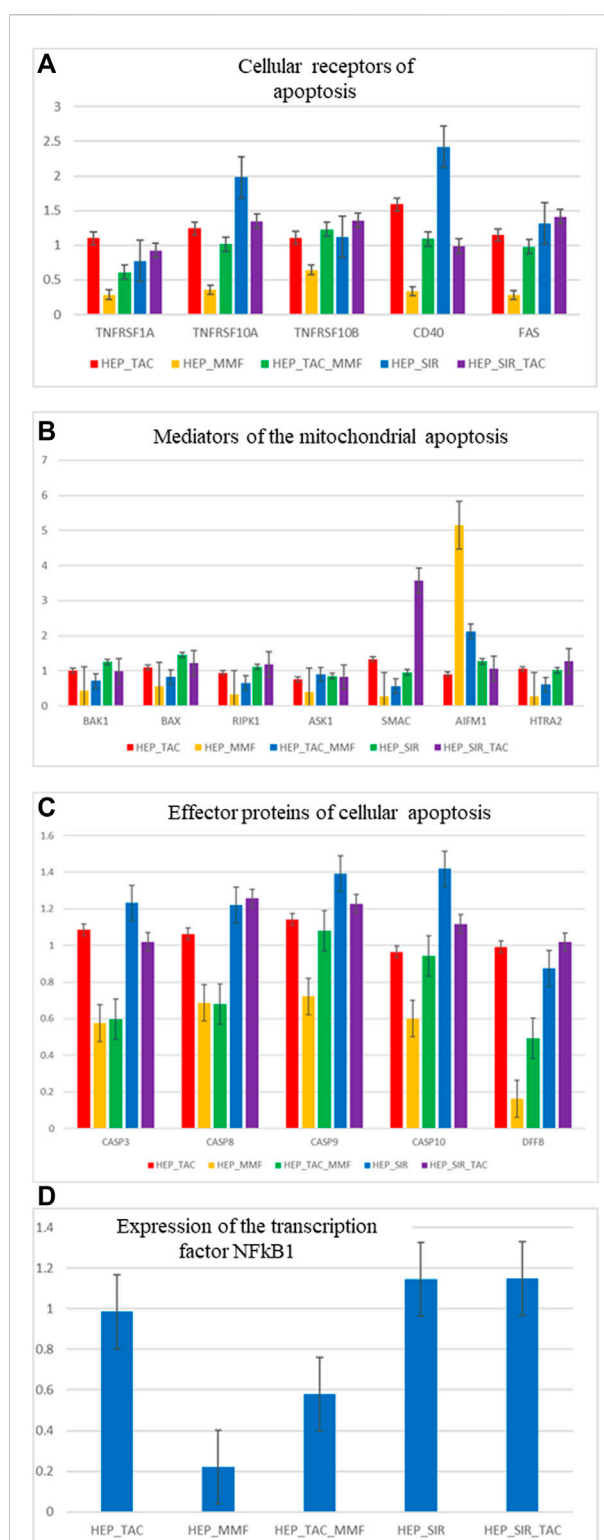 A
Cellular receptors of
apoptosis
3
2.5
2
1.5
1
0.5
0
TNFRSF1A TNFRSF10A TNFRSF10B CD40 FAS
HEP_TAC HEP_MMF HEP_TAC_MMF HEP_SIR HEP_SIR_TAC
B
Mediators of the mitochondrial apoptosis
7
6
5
4
3
2
1
0
BAK1 BAX RIPK1 ASK1 SMAC AIFM1 HTRA2
HEP_TAC HEP_MMF HEP_TAC_MMF HEP_SIR HEP_SIR_TAC
C
Effector proteins of cellular apoptosis
1.6
1.4
1.2
1
0.8
0.6
0.4
0.2
0
CASP3 CASP8 CASP9 CASP10 DFFB
HEP_TAC HEP_MMF HEP_TAC_MMF HEP_SIR HEP_SIR_TAC
D
Expression of the transcription
factor NFkB1
1.4
1.2
1
0.8
0.6
0.4
0.2
0
HEP_TAC HEP_MMF HEP_TAC_MMF HEP_SIR HEP_SIR_TAC